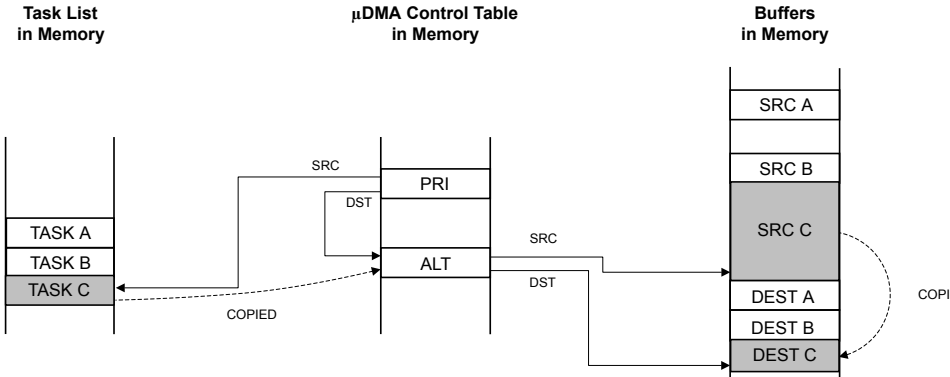 Task List
in Memory
µDMA Control Table
in Memory
Buffers
in Memory
SRC A
SRC B
SRC
PRI
DST
TASK A
TASK B
TASK C
ALT
SRC
DST
SRC C
COPIED
DEST A
DEST B
DEST C
COPI